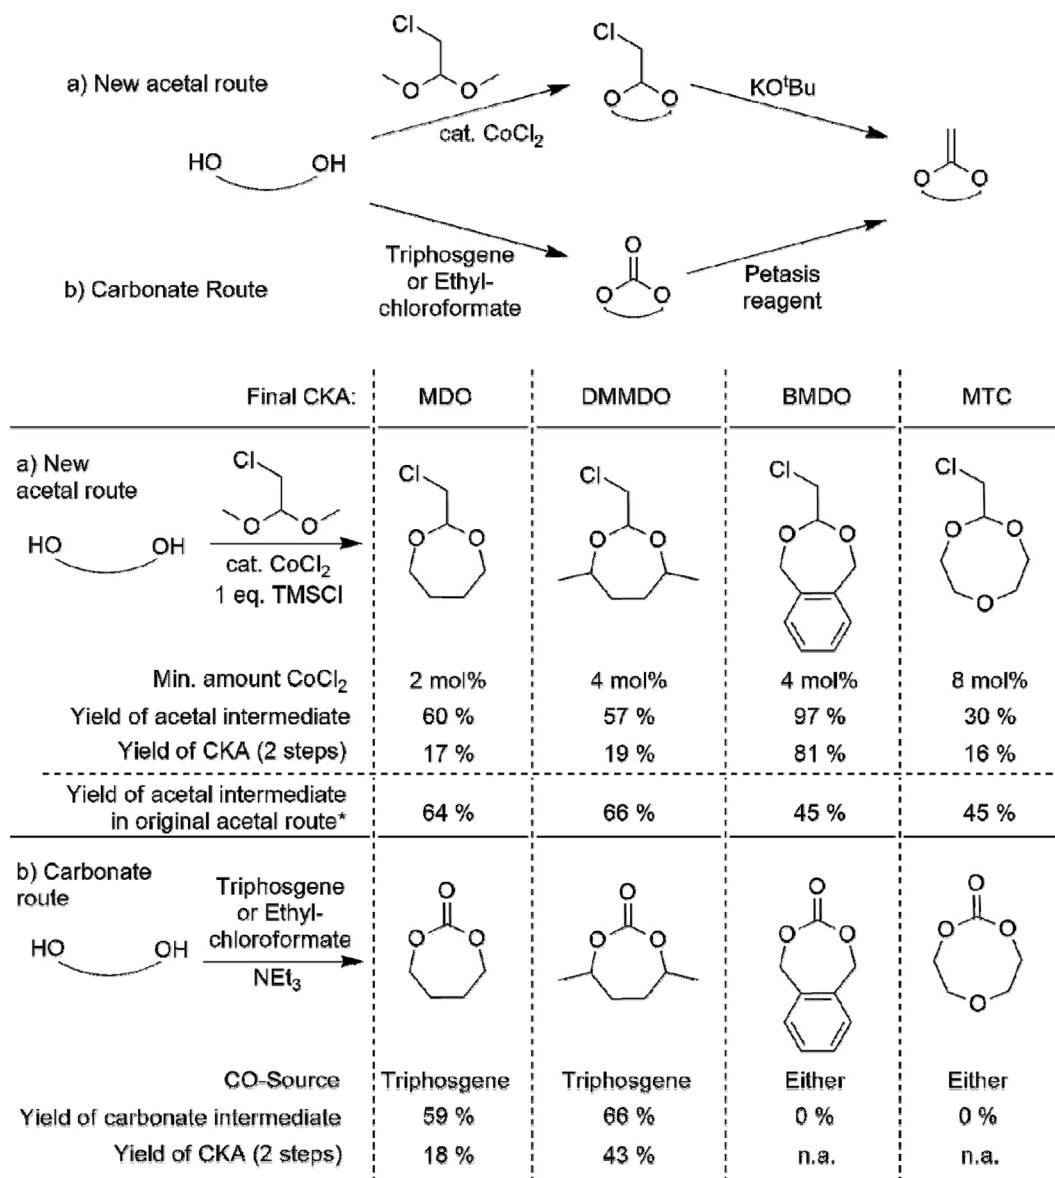 Cl
Cl
a) New acetal route
O O
O O
KOᵗBu
cat. CoCl₂
HO OH
O O
O
Triphosgene
or Ethyl-
chloroformate
O O
Petasis
reagent
b) Carbonate Route
Final CKA: MDO DMMDO BMDO MTC
a) New
acetal route
Cl
Cl Cl Cl Cl
O O
HO OH
cat. CoCl₂
1 eq. TMSCl
O O O O O O O O
O
Min. amount CoCl₂ 2 mol% 4 mol% 4 mol% 8 mol%
Yield of acetal intermediate 60 % 57 % 97 % 30 %
Yield of CKA (2 steps) 17 % 19 % 81 % 16 %
Yield of acetal intermediate
in original acetal route* 64 % 66 % 45 % 45 %
b) Carbonate
route
Triphosgene
or Ethyl-
chloroformate
HO OH
NEt₃
O O O O
O O O O O O O O
O
CO-Source Triphosgene Triphosgene Either Either
Yield of carbonate intermediate 59 % 66 % 0 % 0 %
Yield of CKA (2 steps) 18 % 43 % n.a. n.a.